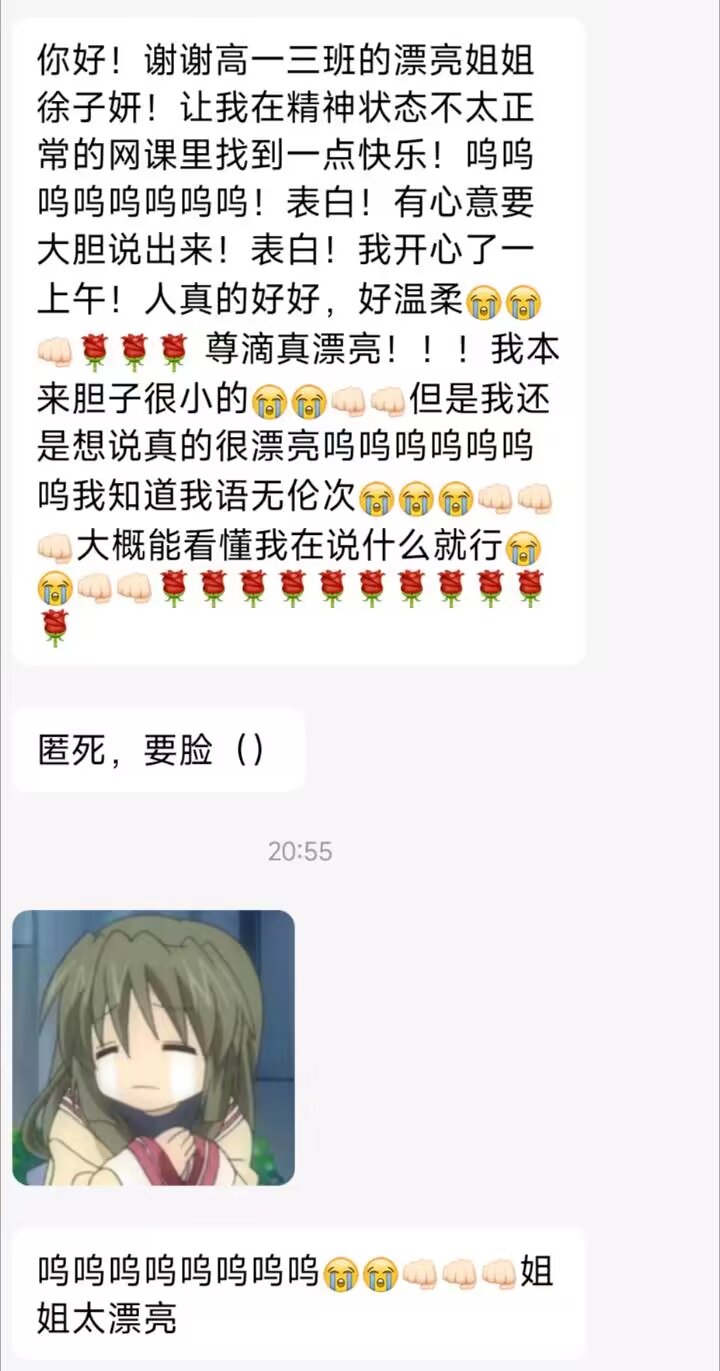 你好！谢谢高一三班的漂亮姐姐
徐子妍！让我在精神状态不太正
常的网课里找到一点快乐！呜呜
呜呜呜呜呜呜！表白！有心意要
大胆说出来！表白！我开心了一
上午！人真的好好，好温柔😭😭
👊🏻🌹🌹🌹 尊滴真漂亮！！！我本
来胆子很小的😭😭👊🏻👊🏻但是我还
是想说真的很漂亮呜呜呜呜呜呜
呜我知道我语无伦次😭😭😭👊🏻👊🏻
👊🏻大概能看懂我在说什么就行😭
😭👊🏻👊🏻🌹🌹🌹🌹🌹🌹🌹🌹🌹🌹
🌹
匿死，要脸（）
20:55
呜呜呜呜呜呜呜呜😭😭👊🏻👊🏻👊🏻姐
姐太漂亮